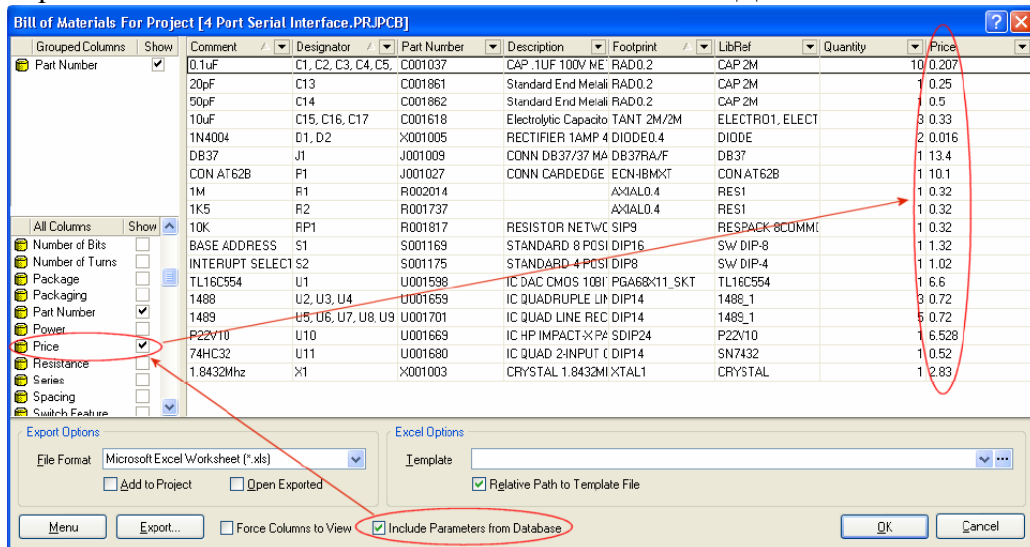 Bill of Materials For Project [4 Port Serial Interface.PRJPCB]
Grouped Columns Show Comment Designator Part Number Description Footprint LibRef Quantity Price
Part Number
0.1uF C1, C2, C3, C4, C5, C001037 CAP .1UF 100V ME RAD0.2 CAP 2M 10 0.207
20pF C13 C001861 Standard End Metali RAD0.2 CAP 2M 1 0.25
50pF C14 C001862 Standard End Metali RAD0.2 CAP 2M 1 0.5
10uF C15, C16, C17 C001618 Electrolytic Capacito TANT 2M/2M ELECTRO1, ELECT 3 0.33
1N4004 D1, D2 X001005 RECTIFIER 1AMP 4 DIODE0.4 DIODE 2 0.016
DB37 J1 J001009 CONN DB37/37 MA DB37RA/F DB37 1 13.4
CON AT62B P1 J001027 CONN CARDEDGE ECN-IBMXT CON AT62B 1 10.1
1M R1 R002014 AXIAL0.4 RES1 1 0.32
1K5 R2 R001737 AXIAL0.4 RES1 1 0.32
10K RP1 R001817 RESISTOR NETWO SIP9 RESPACK 8COMM 1 0.32
BASE ADDRESS S1 S001169 STANDARD 8 POSI DIP16 SW DIP-8 1 1.32
INTERUPT SELECT S2 S001175 STANDARD 4 POSI DIP8 SW DIP-4 1 1.02
TL16C554 U1 U001598 IC DAC CMOS 10BI PGA68X11_SKT TL16C554 1 6.6
1488 U2, U3, U4 U001659 IC QUADRUPLE LIN DIP14 1488_1 3 0.72
1489 U5, U6, U7, U8, U9 U001701 IC QUAD LINE REC DIP14 1489_1 5 0.72
P22V10 U10 U001669 IC HP IMPACT-X PA SDIP24 P22V10 1 6.528
74HC32 U11 U001680 IC QUAD 2-INPUT DIP14 SN7432 1 0.52
1.8432Mhz X1 X001003 CRYSTAL 1.8432M XTAL1 CRYSTAL 1 2.83
All Columns Show
Number of Bits
Number of Turns
Package
Packaging
Part Number
Power
Price
Resistance
Series
Spacing
Switch Feature
Export Options
File Format Microsoft Excel Worksheet (*.xls)
Add to Project Open Exported
Excel Options
Template
Relative Path to Template File
Menu Export... Force Columns to View Include Parameters from Database OK Cancel